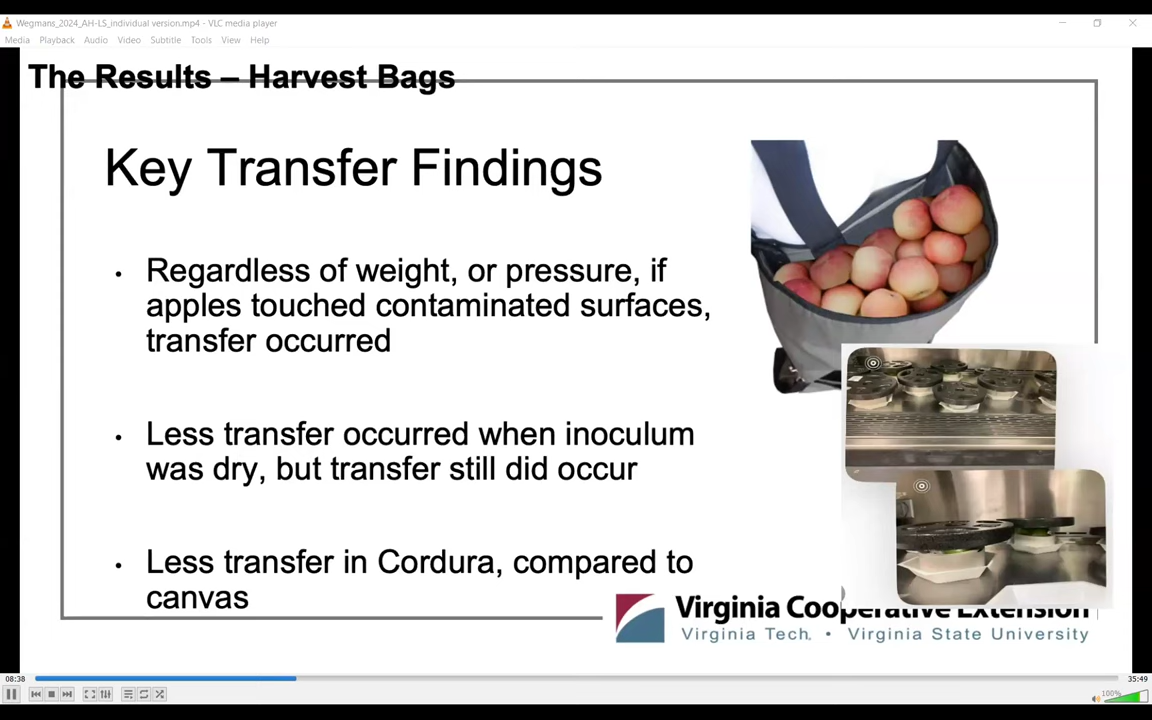 Wegmans_2024_AH-LS_individual version.mp4 - VLC media player
Media Playback Audio Video Subtitle Tools View Help
The Results – Harvest Bags
Key Transfer Findings
• Regardless of weight, or pressure, if
apples touched contaminated surfaces,
transfer occurred
• Less transfer occurred when inoculum
was dry, but transfer still did occur
• Less transfer in Cordura, compared to
canvas
Virginia Cooperative Extension
Virginia Tech. • Virginia State University
08:38
35:49
100%